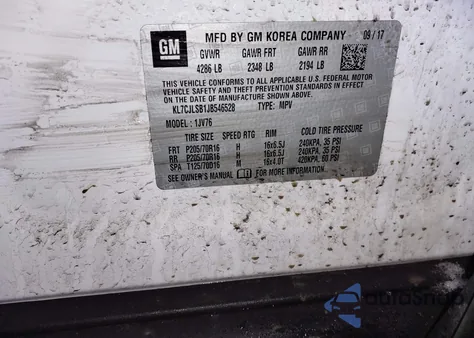 GM
MFD BY GM KOREA COMPANY 09/17
GVWR GAWR FRT GAWR RR
4286 LB 2348 LB 2194 LB
THIS VEHICLE CONFORMS TO ALL APPLICABLE U.S. FEDERAL MOTOR
VEHICLE SAFETY, BUMPER, AND THEFT PREVENTION STANDARDS IN EFFECT ON
THE DATE OF MANUFACTURE SHOWN ABOVE.
KL7CJLSB1JB546528 TYPE: MPV
MODEL: 1JV76
TIRE SIZE SPEED RTG RIM COLD TIRE PRESSURE
FRT P205/70R16 H 16x6.5J 240KPA, 35 PSI
RR P205/70R16 H 16x6.5J 240KPA, 35 PSI
SPA T125/70D16 M 16x4.0T 420KPA, 60 PSI
SEE OWNER'S MANUAL FOR MORE INFORMATION
AutoSnap